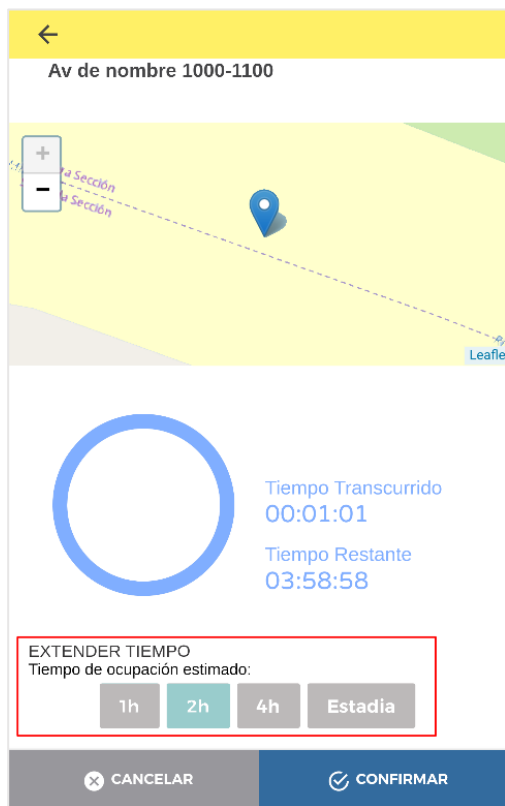 Av de nombre 1000-1100
+
−
a Sección
a Sección
Leafle
Tiempo Transcurrido
00:01:01
Tiempo Restante
03:58:58
EXTENDER TIEMPO
Tiempo de ocupación estimado:
1h 2h 4h Estadia
CANCELAR CONFIRMAR